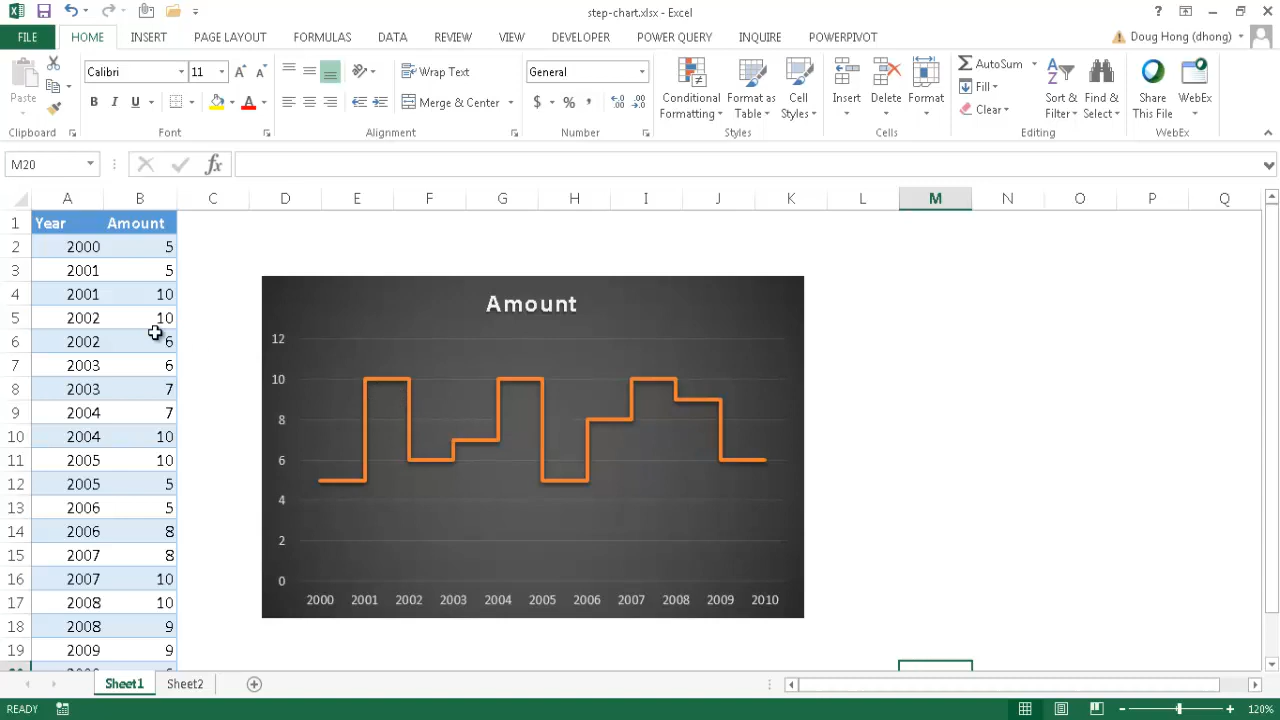 step-chart.xlsx - Excel
FILE HOME INSERT PAGE LAYOUT FORMULAS DATA REVIEW VIEW DEVELOPER POWER QUERY INQUIRE POWERPIVOT Doug Hong (dhong)
Paste
Clipboard
Calibri 11
B I U
Font
Wrap Text
Merge & Center
Alignment
General
$ % ,
Number
Conditional Formatting
Format as Table
Cell Styles
Styles
Insert Delete Format
Cells
AutoSum
Fill
Clear
Sort & Filter
Find & Select
Editing
Share This File
WebEx
WebEx
M20 fx
A B C D E F G H I J K L M N O P Q
1 Year Amount
2 2000 5
3 2001 5
4 2001 10
5 2002 10
6 2002 6
7 2003 6
8 2003 7
9 2004 7
10 2004 10
11 2005 10
12 2005 5
13 2006 5
14 2006 8
15 2007 8
16 2007 10
17 2008 10
18 2008 9
19 2009 9
Amount
12
10
8
6
4
2
0
2000 2001 2002 2003 2004 2005 2006 2007 2008 2009 2010
Sheet1 Sheet2
READY 120%